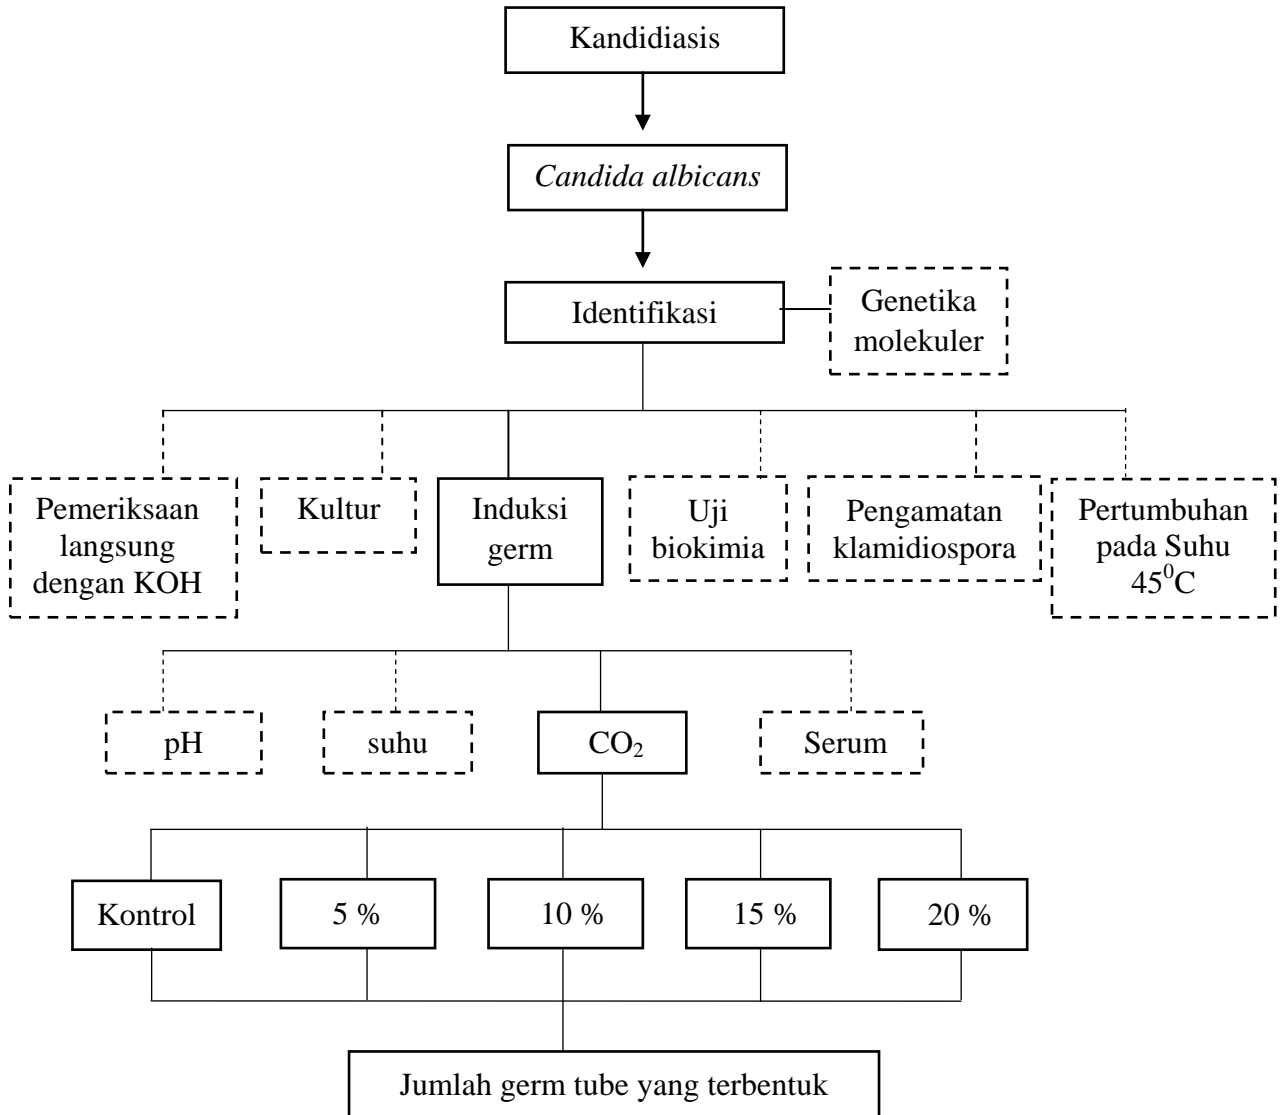 Kandidiasis
Candida albicans
Identifikasi
Genetika
molekuler
Pemeriksaan
langsung
dengan KOH
Kultur
Induksi
germ
Uji
biokimia
Pengamatan
klamidiospora
Pertumbuhan
pada Suhu
45⁰C
pH
suhu
CO₂
Serum
Kontrol
5 %
10 %
15 %
20 %
Jumlah germ tube yang terbentuk